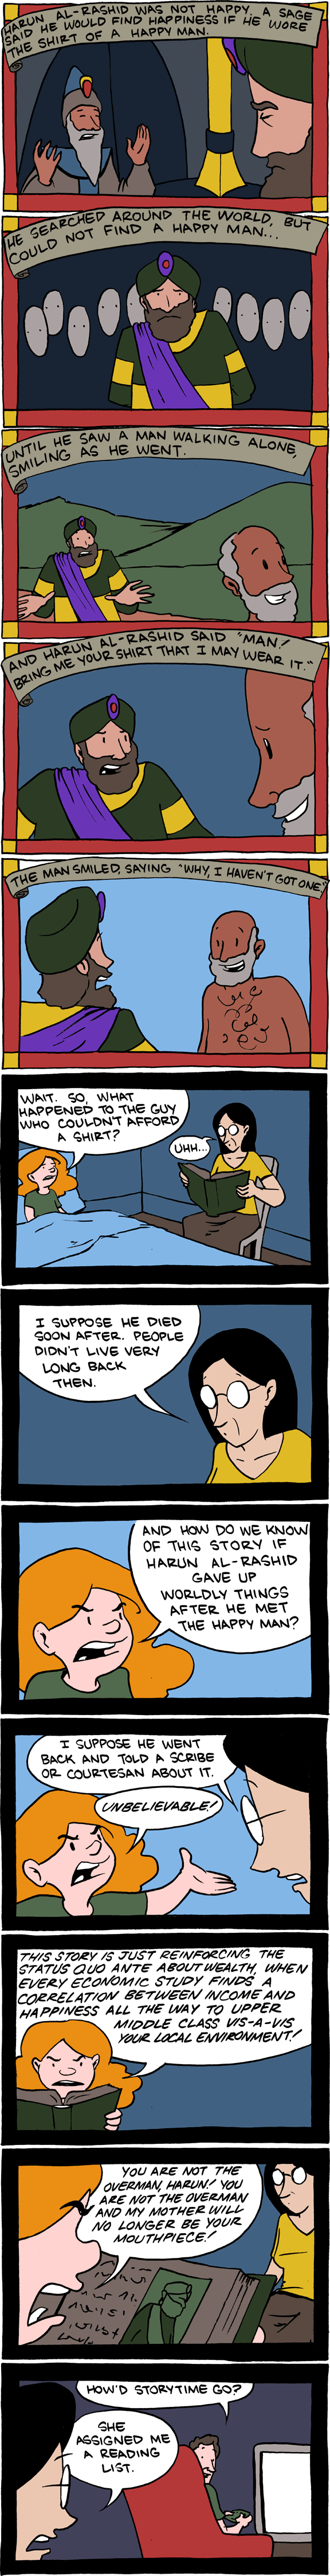 HARUN AL-RASHID WAS NOT HAPPY. A SAGE
SAID HE WOULD FIND HAPPINESS IF HE WORE
THE SHIRT OF A HAPPY MAN.
HE SEARCHED AROUND THE WORLD, BUT
COULD NOT FIND A HAPPY MAN...
UNTIL HE SAW A MAN WALKING ALONE,
SMILING AS HE WENT.
AND HARUN AL-RASHID SAID "MAN!
BRING ME YOUR SHIRT THAT I MAY WEAR IT."
THE MAN SMILED, SAYING "WHY, I HAVEN'T GOT ONE."
WAIT. SO, WHAT
HAPPENED TO THE GUY
WHO COULDN'T AFFORD
A SHIRT?
UHH...
I SUPPOSE HE DIED
SOON AFTER. PEOPLE
DIDN'T LIVE VERY
LONG BACK
THEN.
AND HOW DO WE KNOW
OF THIS STORY IF
HARUN AL-RASHID
GAVE UP
WORLDLY THINGS
AFTER HE MET
THE HAPPY MAN?
I SUPPOSE HE WENT
BACK AND TOLD A SCRIBE
OR COURTESAN ABOUT IT.
UNBELIEVABLE!
THIS STORY IS JUST REINFORCING THE
STATUS QUO ANTE ABOUT WEALTH, WHEN
EVERY ECONOMIC STUDY FINDS A
CORRELATION BETWEEN INCOME AND
HAPPINESS ALL THE WAY TO UPPER
MIDDLE CLASS VIS-A-VIS
YOUR LOCAL ENVIRONMENT!
YOU ARE NOT THE
OVERMAN, HARUN! YOU
ARE NOT THE OVERMAN
AND MY MOTHER WILL
NO LONGER BE YOUR
MOUTHPIECE!
HOW'D STORYTIME GO?
SHE
ASSIGNED ME
A READING
LIST.